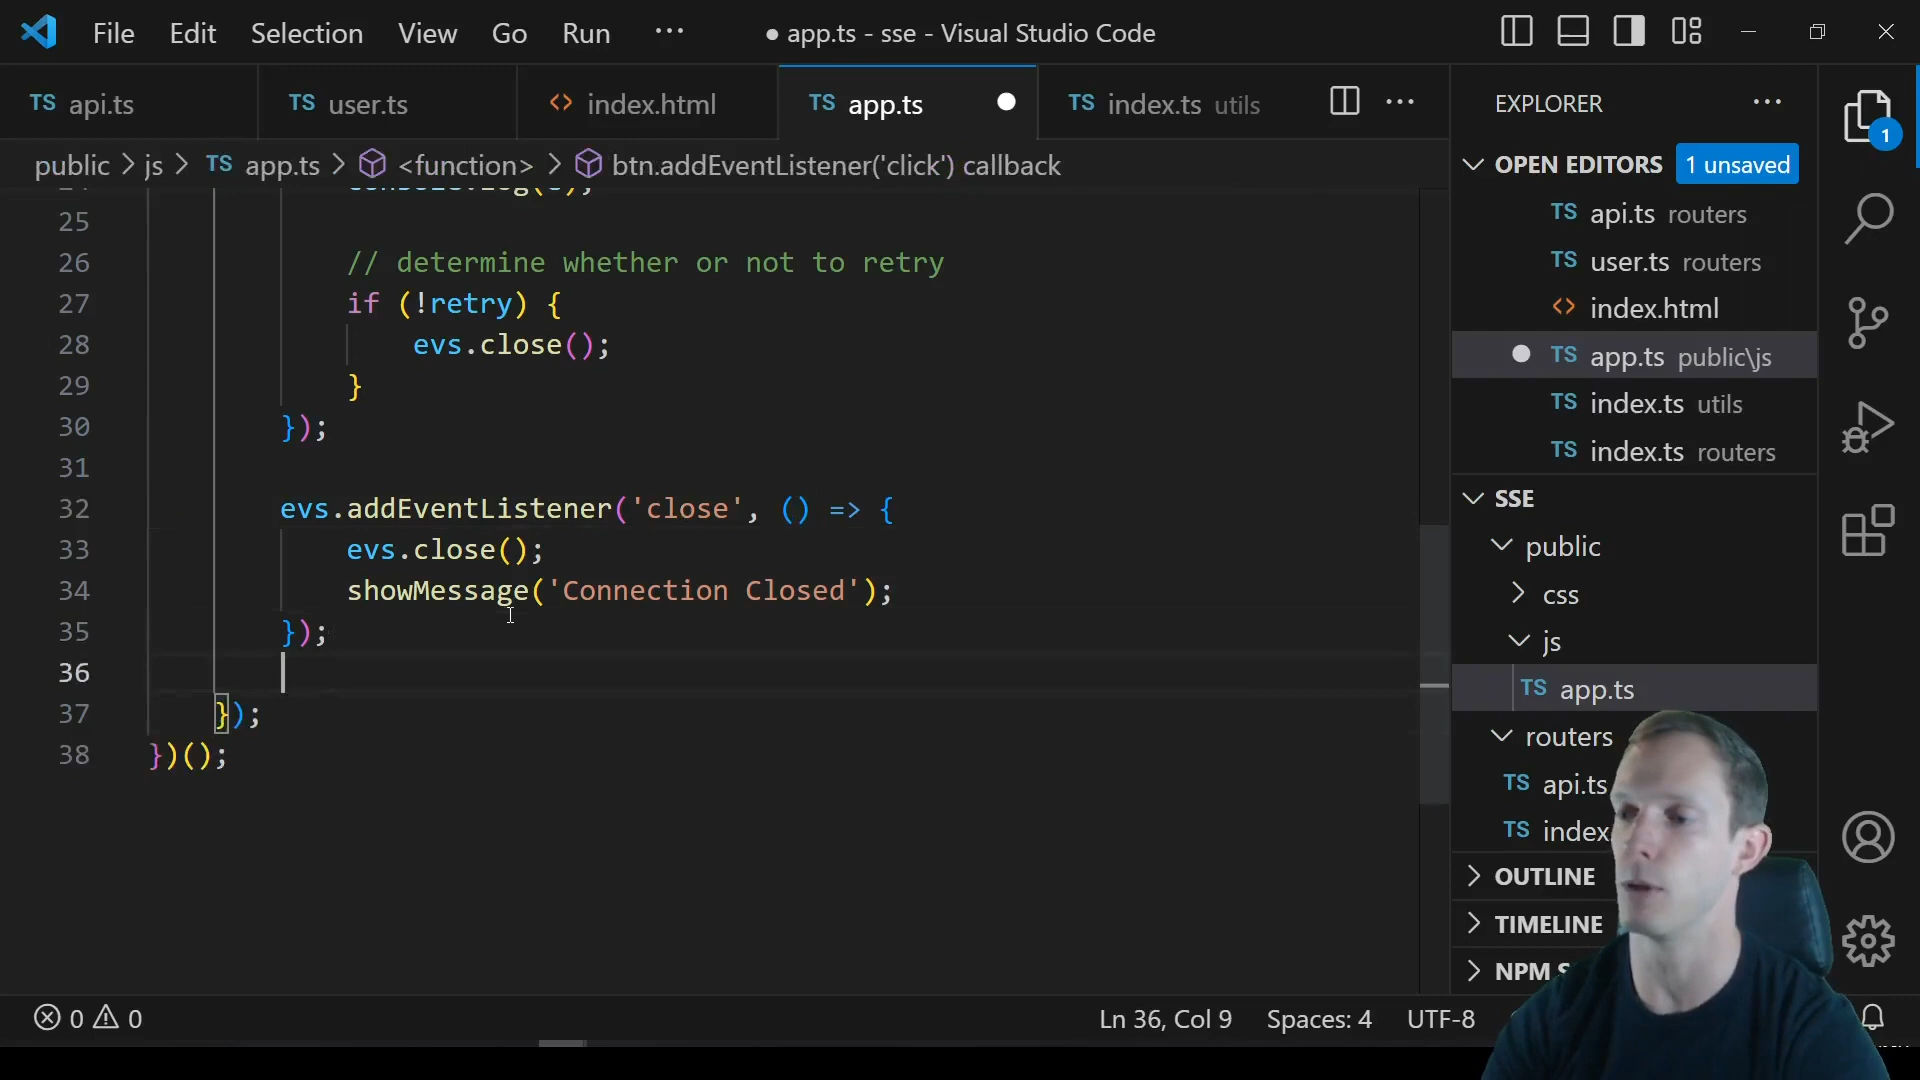 File Edit Selection View Go Run ··· ● app.ts - sse - Visual Studio Code
TS api.ts TS user.ts <> index.html TS app.ts ● TS index.ts utils ···
public > js > TS app.ts > <function> > btn.addEventListener('click') callback
25
26 // determine whether or not to retry
27 if (!retry) {
28 evs.close();
29 }
30 });
31
32 evs.addEventListener('close', () => {
33 evs.close();
34 showMessage('Connection Closed');
35 });
36
37 });
38 })();
EXPLORER ···
OPEN EDITORS 1 unsaved
TS api.ts routers
TS user.ts routers
<> index.html
● TS app.ts public\js
TS index.ts utils
TS index.ts routers
SSE
public
css
js
TS app.ts
routers
TS api.ts
TS index.
OUTLINE
TIMELINE
NPM
1
0 0
Ln 36, Col 9 Spaces: 4 UTF-8